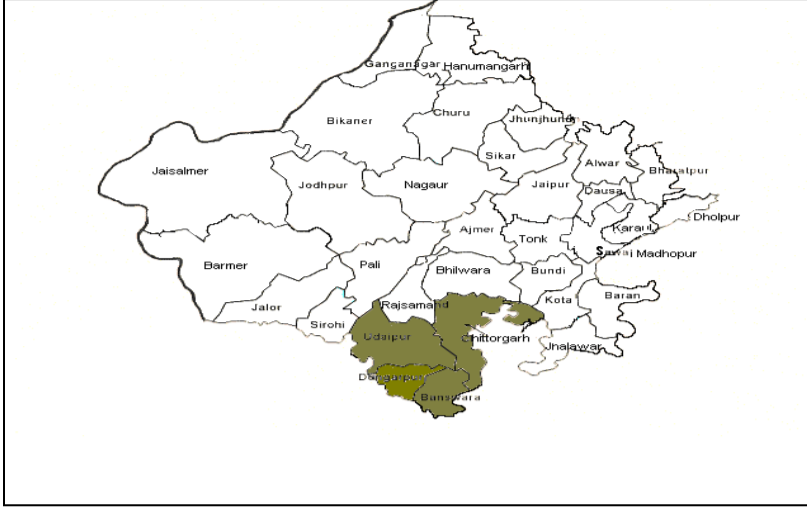 Ganganagar Hanumangarh
Bikaner
Churu
Jhunjhunun
Sikar
Alwar
Bharatpur
Jaisalmer
Jodhpur
Nagaur
Jaipur
Dausa
Dholpur
Ajmer
Tonk
Karauli
Sawai Madhopur
Barmer
Pali
Bhilwara
Bundi
Jalor
Rajsamand
Kota
Baran
Sirohi
Udaipur
Chittorgarh
Jhalawar
Dungarpur
Banswara